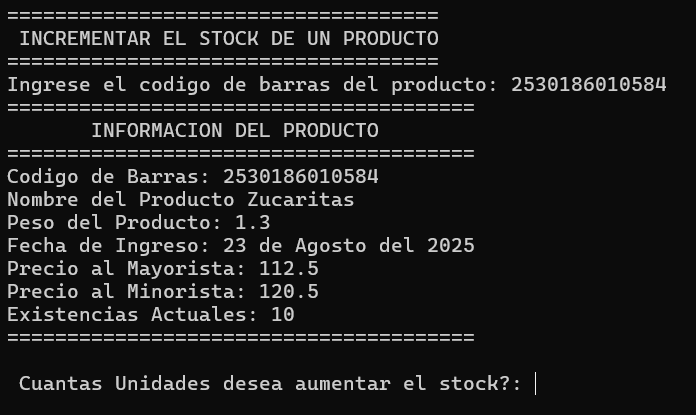 ====================================
INCREMENTAR EL STOCK DE UN PRODUCTO
====================================
Ingrese el codigo de barras del producto: 2530186010584
=======================================
INFORMACION DEL PRODUCTO
=======================================
Codigo de Barras: 2530186010584
Nombre del Producto Zucaritas
Peso del Producto: 1.3
Fecha de Ingreso: 23 de Agosto del 2025
Precio al Mayorista: 112.5
Precio al Minorista: 120.5
Existencias Actuales: 10
=======================================
Cuantas Unidades desea aumentar el stock?: